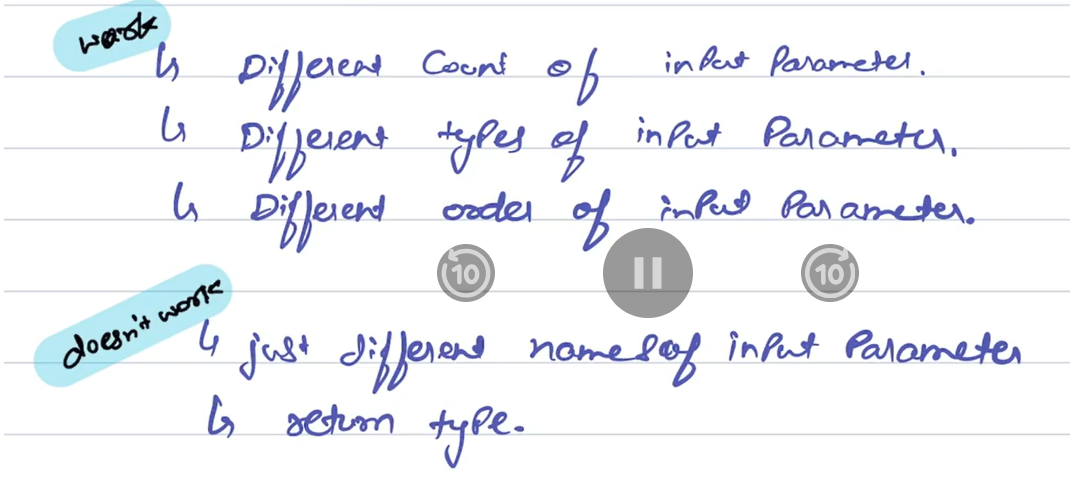 work
↳ Different Count of input Parameter.
↳ Different types of input Parameter.
↳ Different order of input Parameter.
10 10
doesn't work
↳ just different names of input Parameter
↳ return type.